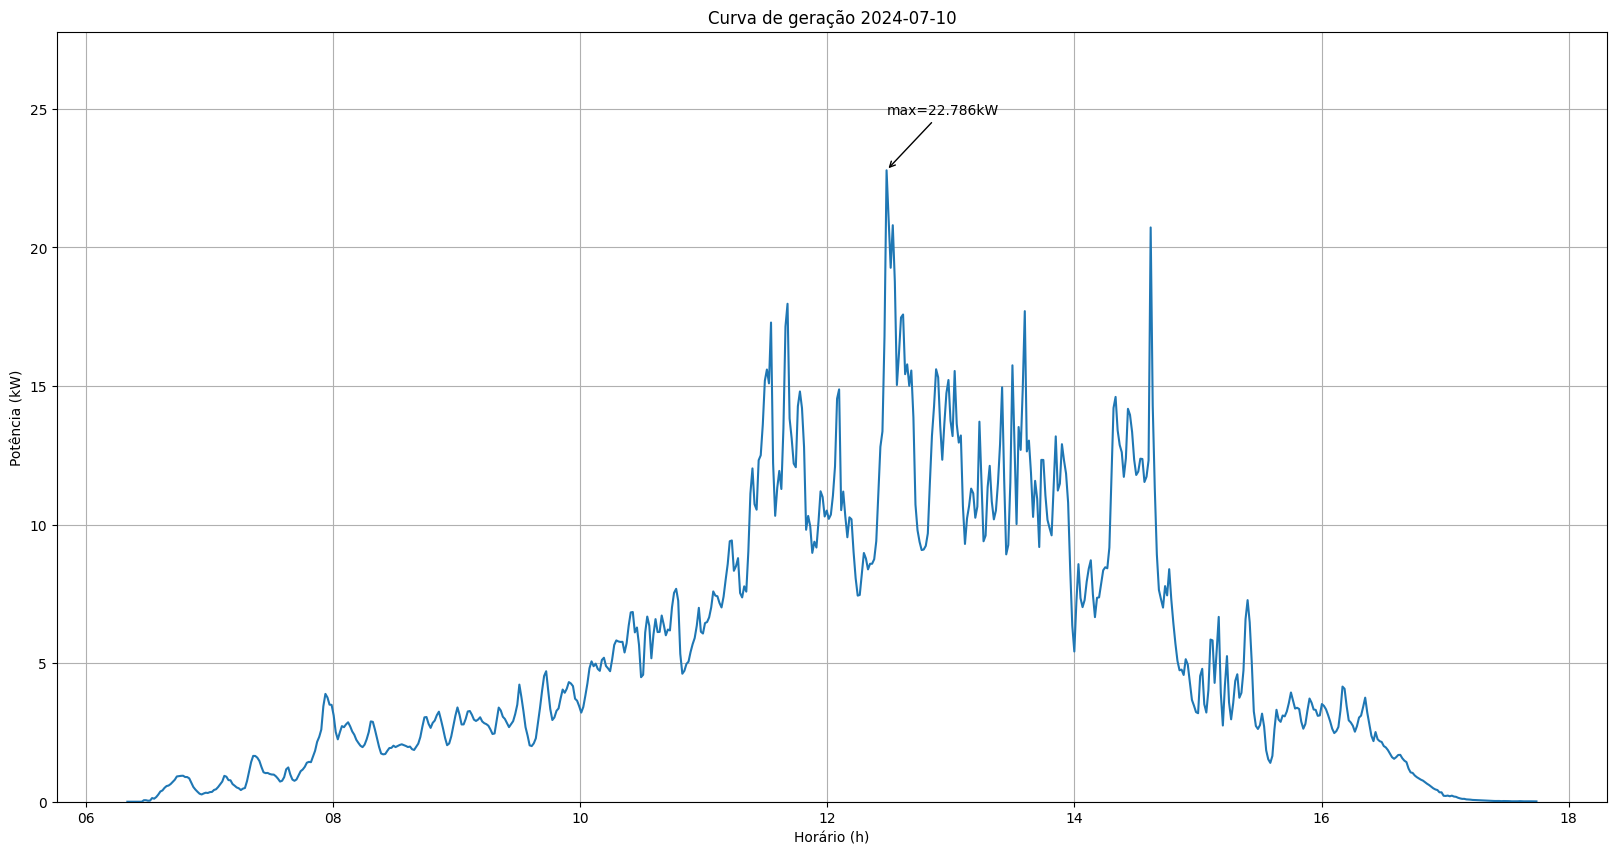 Curva de geração 2024-07-10
max=22.786kW
Potência (kW)
25
20
15
10
5
0
06 08 10 12 14 16 18
Horário (h)